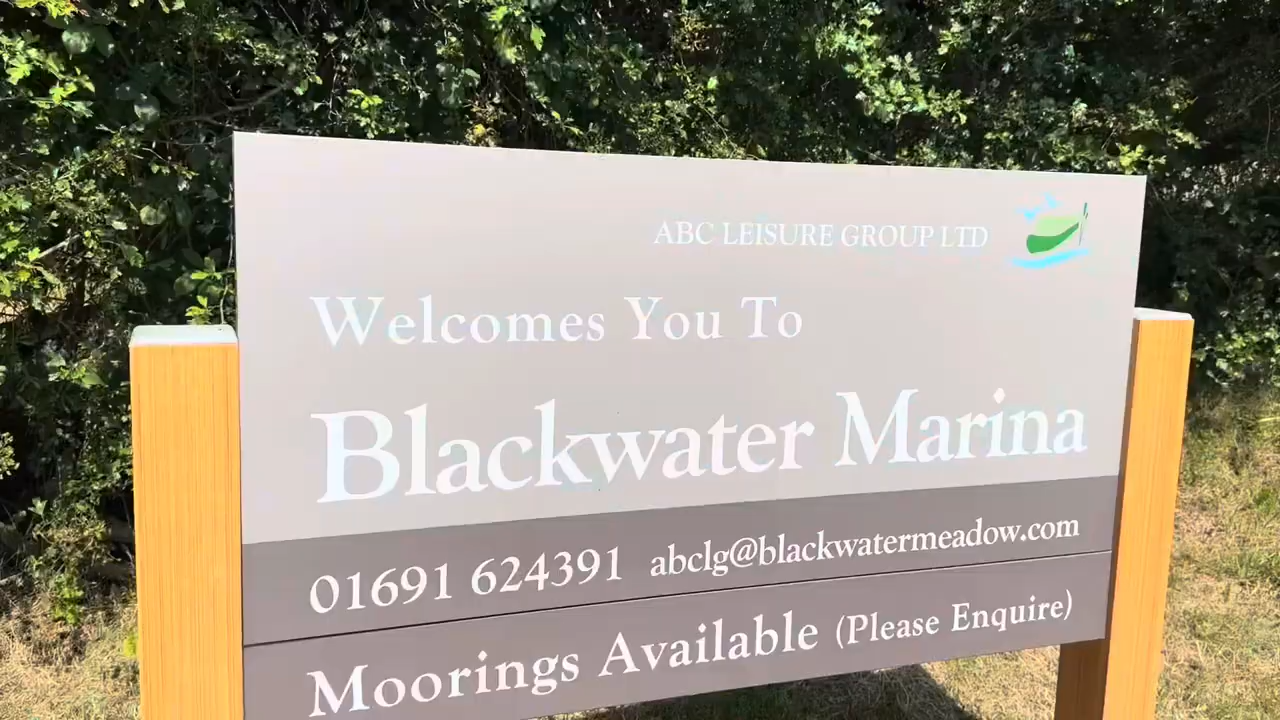 ABC LEISURE GROUP LTD
Welcomes You To
Blackwater Marina
01691 624391 abclg@blackwatermeadow.com
Moorings Available (Please Enquire)